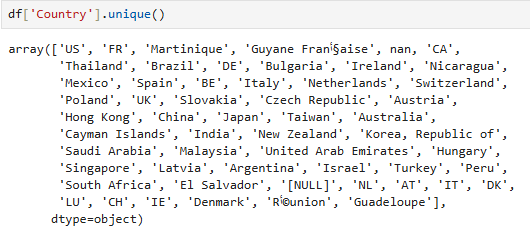 df['Country'].unique()
array(['US', 'FR', 'Martinique', 'Guyane Franí§aise', nan, 'CA',
'Thailand', 'Brazil', 'DE', 'Bulgaria', 'Ireland', 'Nicaragua',
'Mexico', 'Spain', 'BE', 'Italy', 'Netherlands', 'Switzerland',
'Poland', 'UK', 'Slovakia', 'Czech Republic', 'Austria',
'Hong Kong', 'China', 'Japan', 'Taiwan', 'Australia',
'Cayman Islands', 'India', 'New Zealand', 'Korea, Republic of',
'Saudi Arabia', 'Malaysia', 'United Arab Emirates', 'Hungary',
'Singapore', 'Latvia', 'Argentina', 'Israel', 'Turkey', 'Peru',
'South Africa', 'El Salvador', '[NULL]', 'NL', 'AT', 'IT', 'DK',
'LU', 'CH', 'IE', 'Denmark', 'Rí©union', 'Guadeloupe'],
dtype=object)